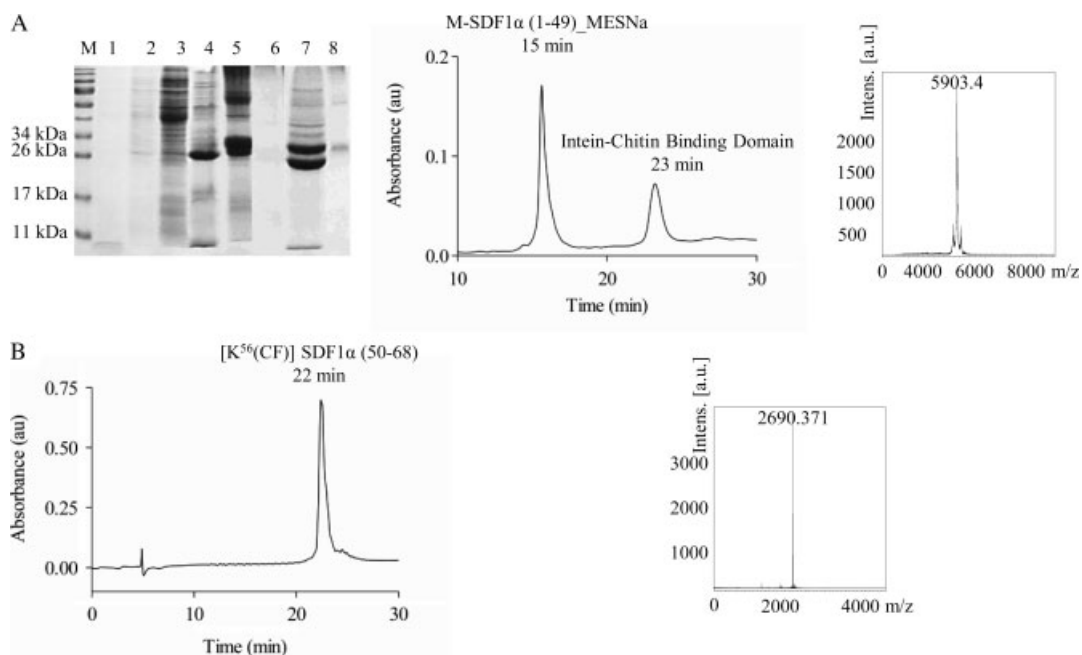 A
M 1 2 3 4 5 6 7 8
34 kDa
26 kDa
17 kDa
11 kDa
M-SDF1α (1-49)_MESNa
15 min
Intein-Chitin Binding Domain
23 min
Absorbance (au)
0.2
0.1
0.0
10 20 30
Time (min)
Intens. [a.u.]
5903.4
2000
1500
1000
500
0 4000 6000 8000 m/z
B
[K⁵⁶(CF)] SDF1α (50-68)
22 min
Absorbance (au)
0.75
0.50
0.25
0.00
0 10 20 30
Time (min)
Intens. [a.u.]
2690.371
3000
2000
1000
0 2000 4000 m/z